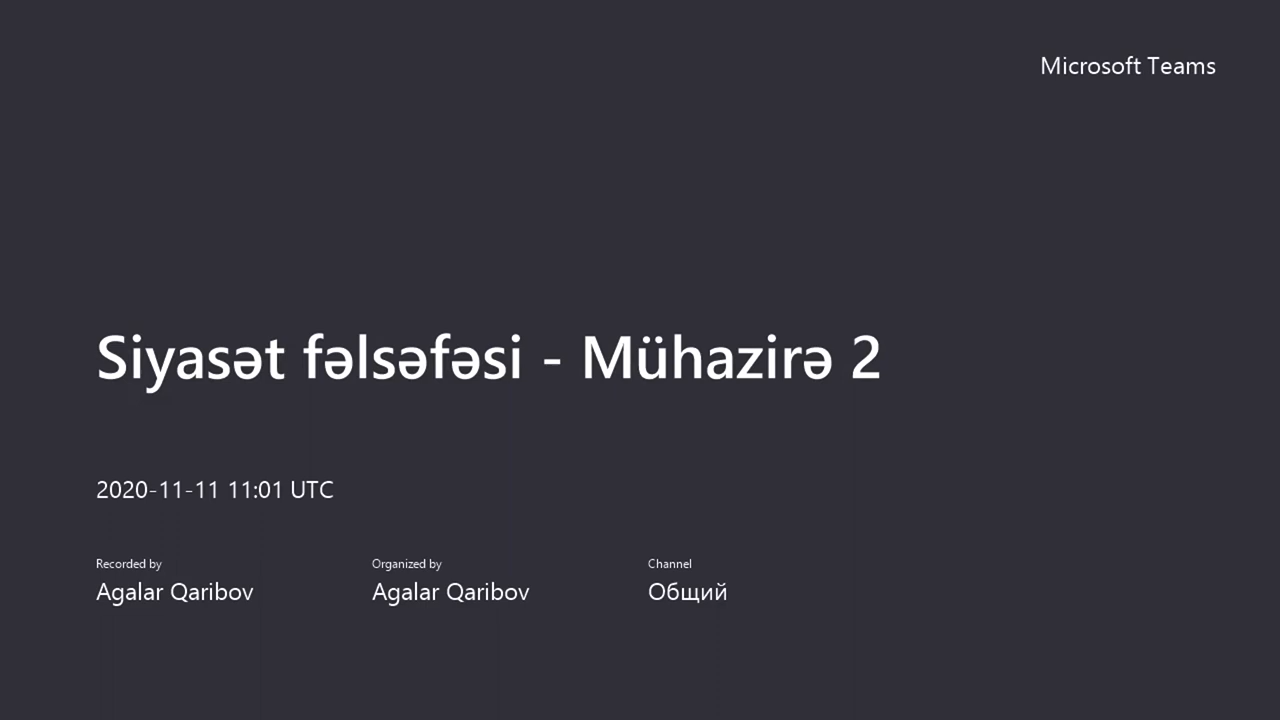 Microsoft Teams
Siyasət fəlsəfəsi - Mühazirə 2
2020-11-11 11:01 UTC
Recorded by
Agalar Qaribov
Organized by
Agalar Qaribov
Channel
Общий